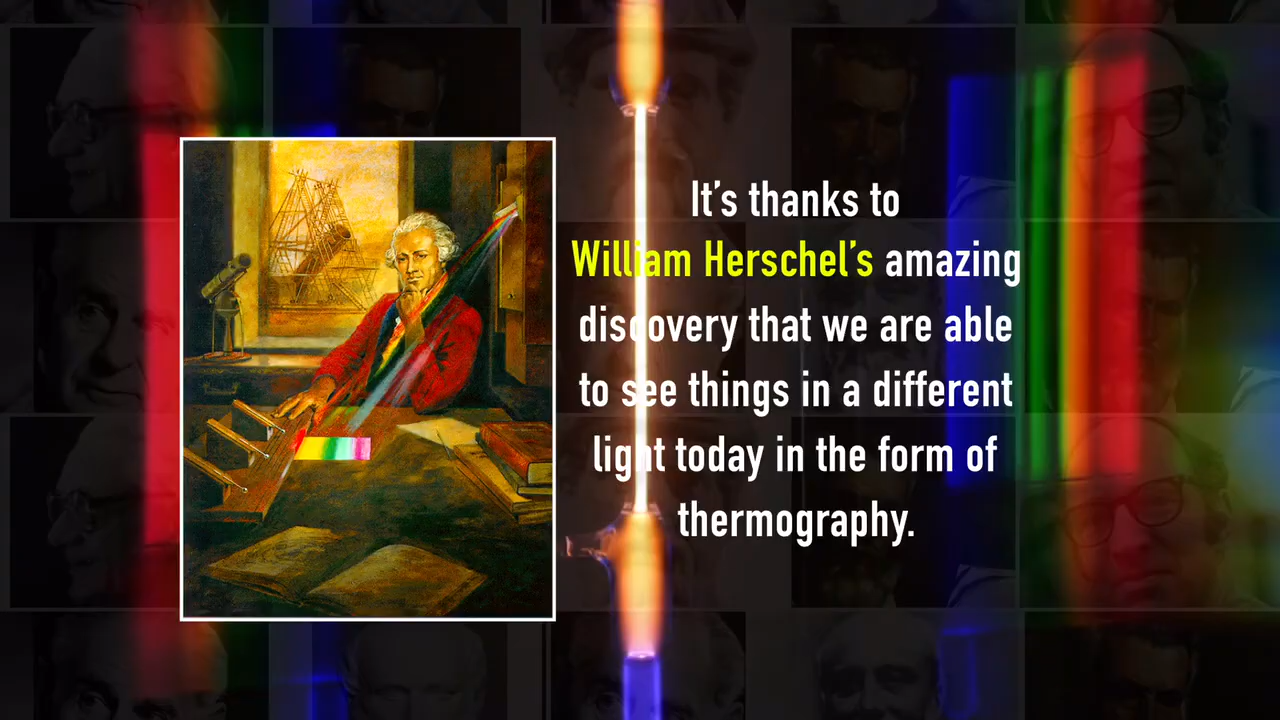 It’s thanks to
William Herschel’s amazing
discovery that we are able
to see things in a different
light today in the form of
thermography.